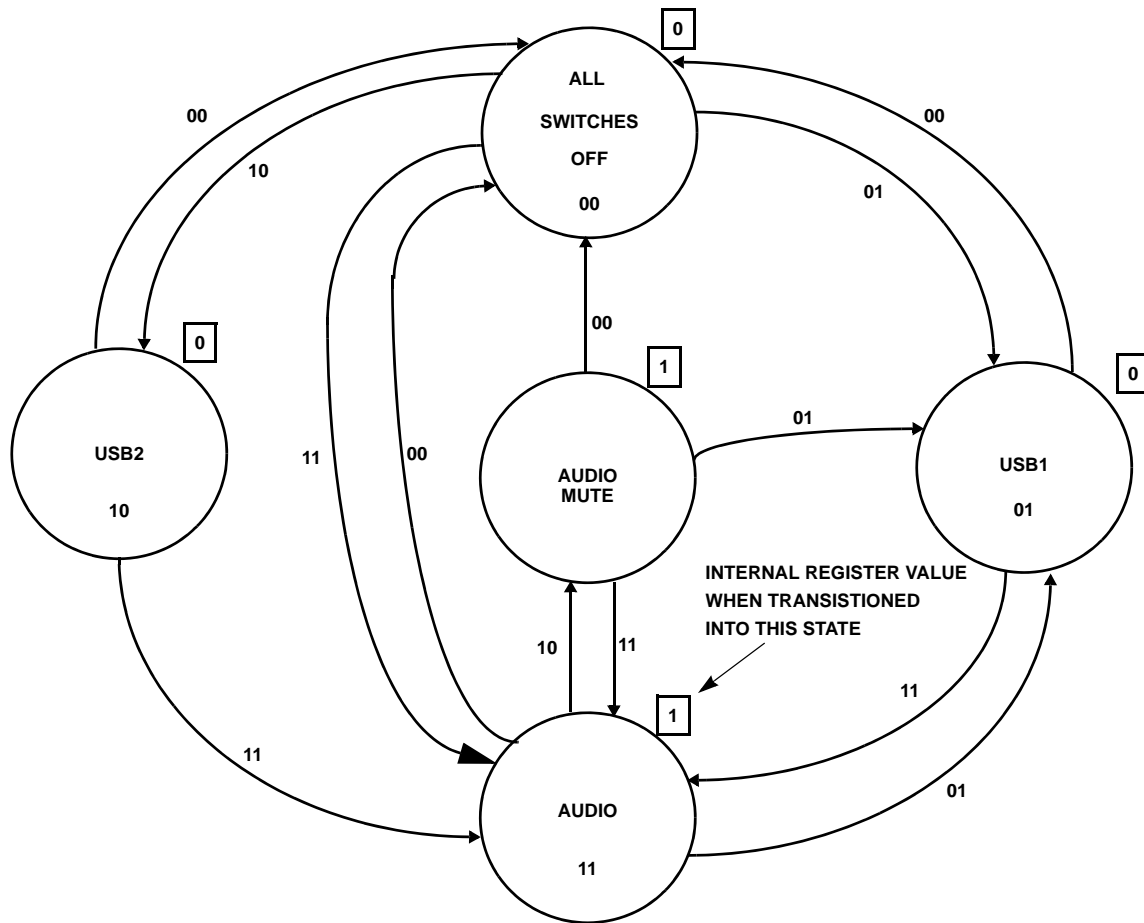 0
ALL
SWITCHES
OFF
00
00
10
01
00
0
USB2
10
11
00
00
1
AUDIO
MUTE
01
0
USB1
01
INTERNAL REGISTER VALUE
WHEN TRANSISTIONED
INTO THIS STATE
10
11
1
11
01
11
AUDIO
11